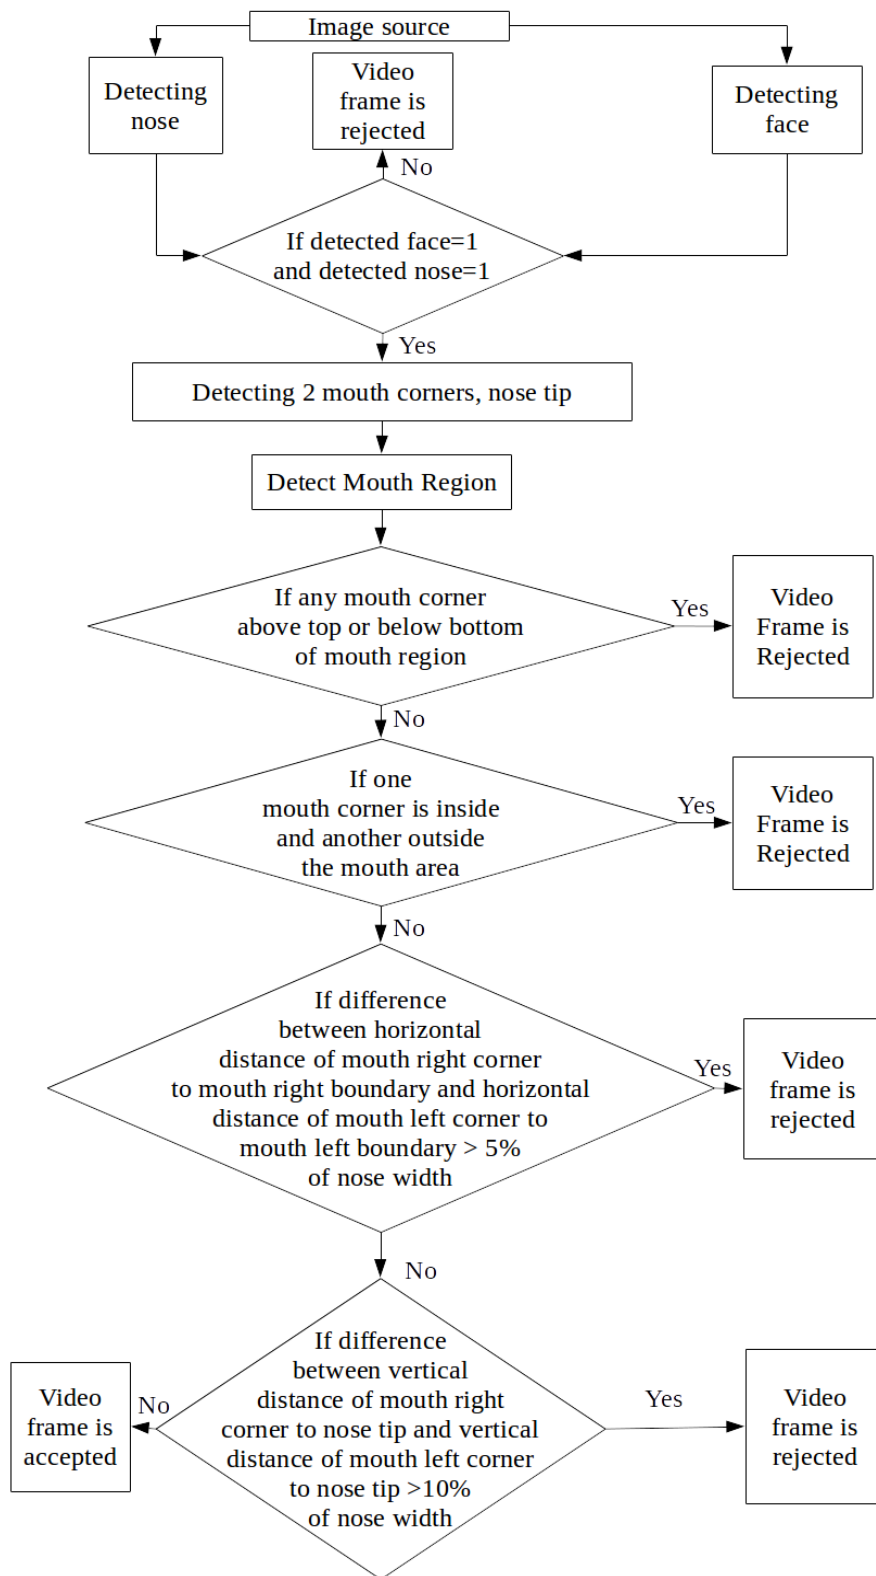 Image source
Detecting
nose
Video
frame is
rejected
Detecting
face
No
If detected face=1
and detected nose=1
Yes
Detecting 2 mouth corners, nose tip
Detect Mouth Region
If any mouth corner
above top or below bottom
of mouth region
Yes
Video
Frame is
Rejected
No
If one
mouth corner is inside
and another outside
the mouth area
Yes
Video
Frame is
Rejected
No
If difference
between horizontal
distance of mouth right corner
to mouth right boundary and horizontal
distance of mouth left corner to
mouth left boundary > 5%
of nose width
Yes
Video
frame is
rejected
No
If difference
between vertical
distance of mouth right
corner to nose tip and vertical
distance of mouth left corner
to nose tip >10%
of nose width
No
Video
frame is
accepted
Yes
Video
frame is
rejected